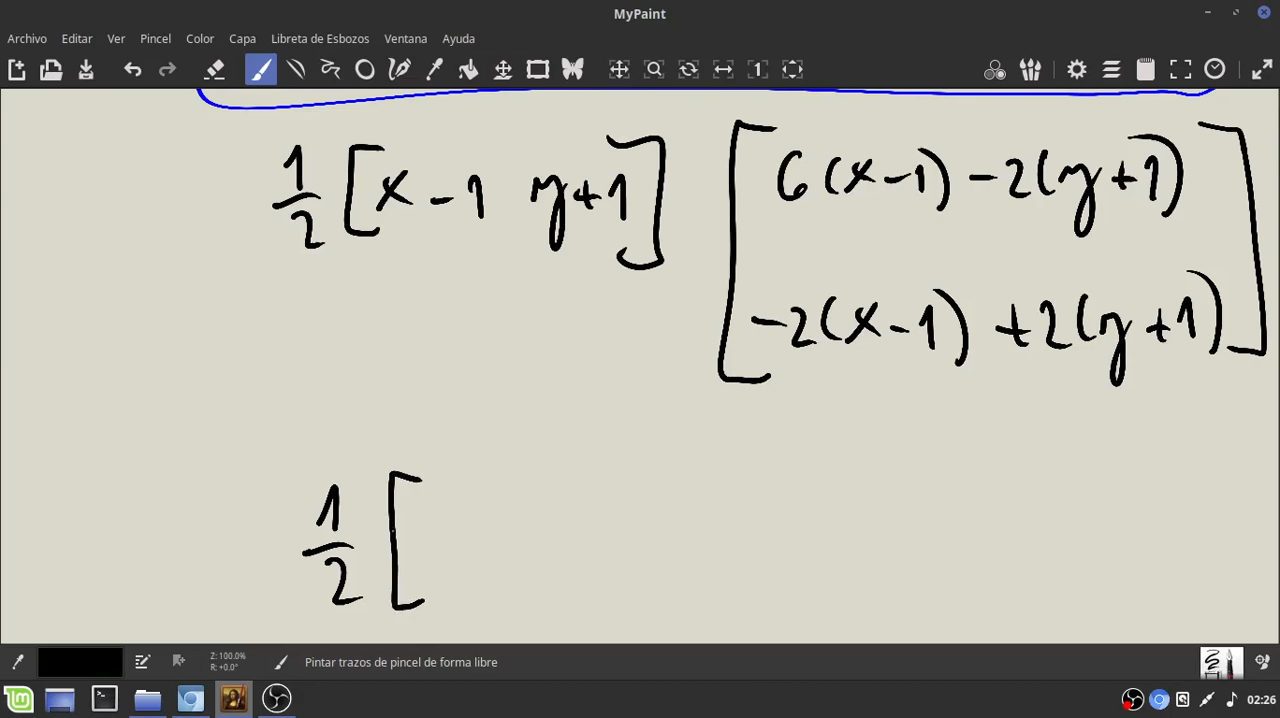 MyPaint
Archivo Editar Ver Pincel Color Capa Libreta de Esbozos Ventana Ayuda
1/2 [x-1 y+1] [6(x-1) -2(y+1)
-2(x-1) +2(y+1)]
1/2 [
Z: 100.0%
R: +0.0°
Pintar trazos de pincel de forma libre
02:26